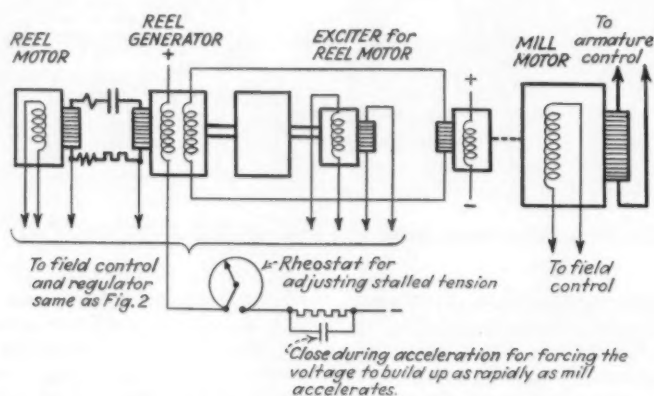 REEL
MOTOR
REEL
GENERATOR
+
EXCITER for
REEL MOTOR
+
−
MILL
MOTOR
To
armature
control
To field control
and regulator
same as Fig. 2
Rheostat for
adjusting stalled tension
−
To field
control
Close during acceleration for forcing the
voltage to build up as rapidly as mill
accelerates.